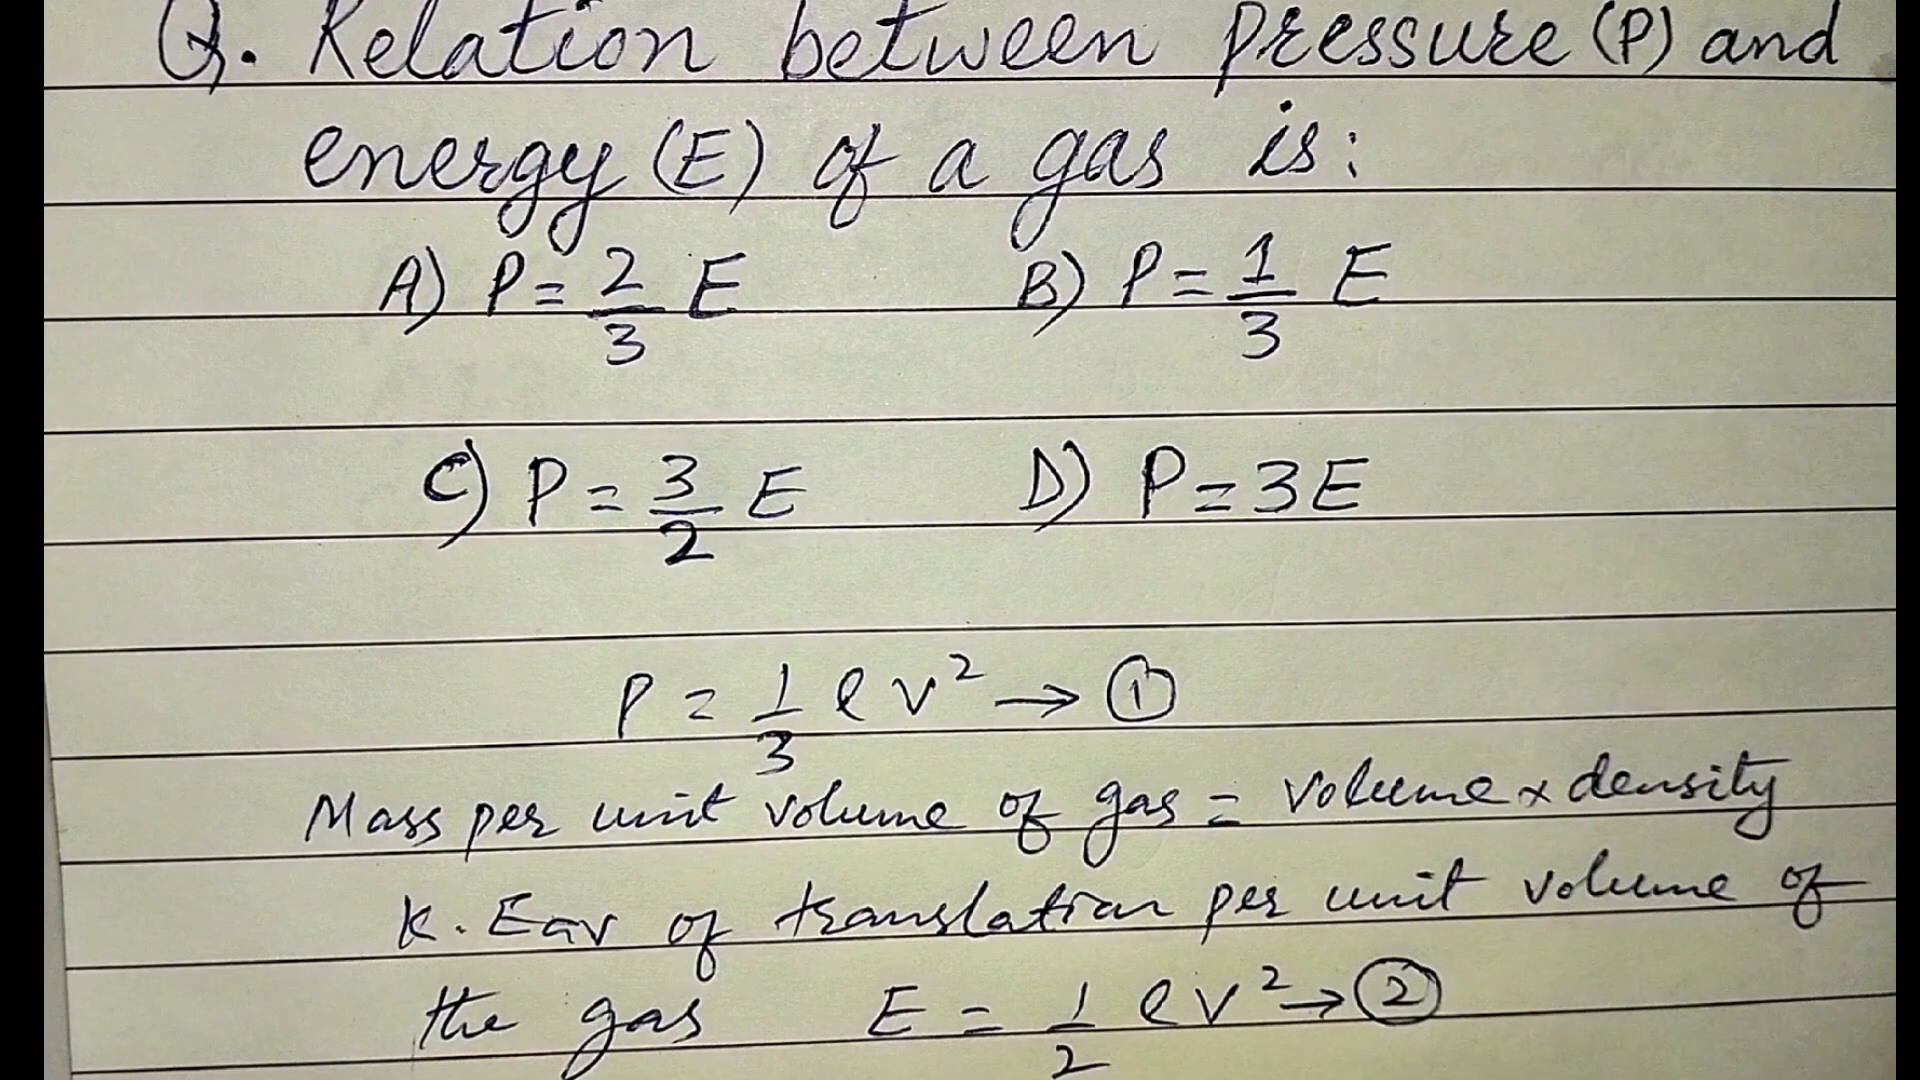 Q. Relation between pressure (P) and
energy (E) of a gas is:
A) P = 2/3 E B) P = 1/3 E
C) P = 3/2 E D) P = 3E
P = 1/3 ρ v² → ①
Mass per unit volume of gas = volume × density
K. Eav of translation per unit volume of
the gas E = 1/2 ρ v² → ②